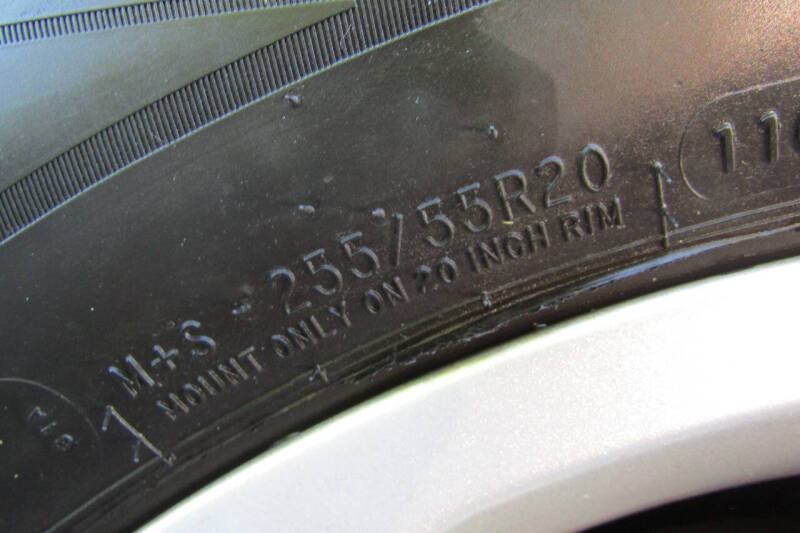 M+S - 255/55R20
MOUNT ONLY ON 20 INCH RIM